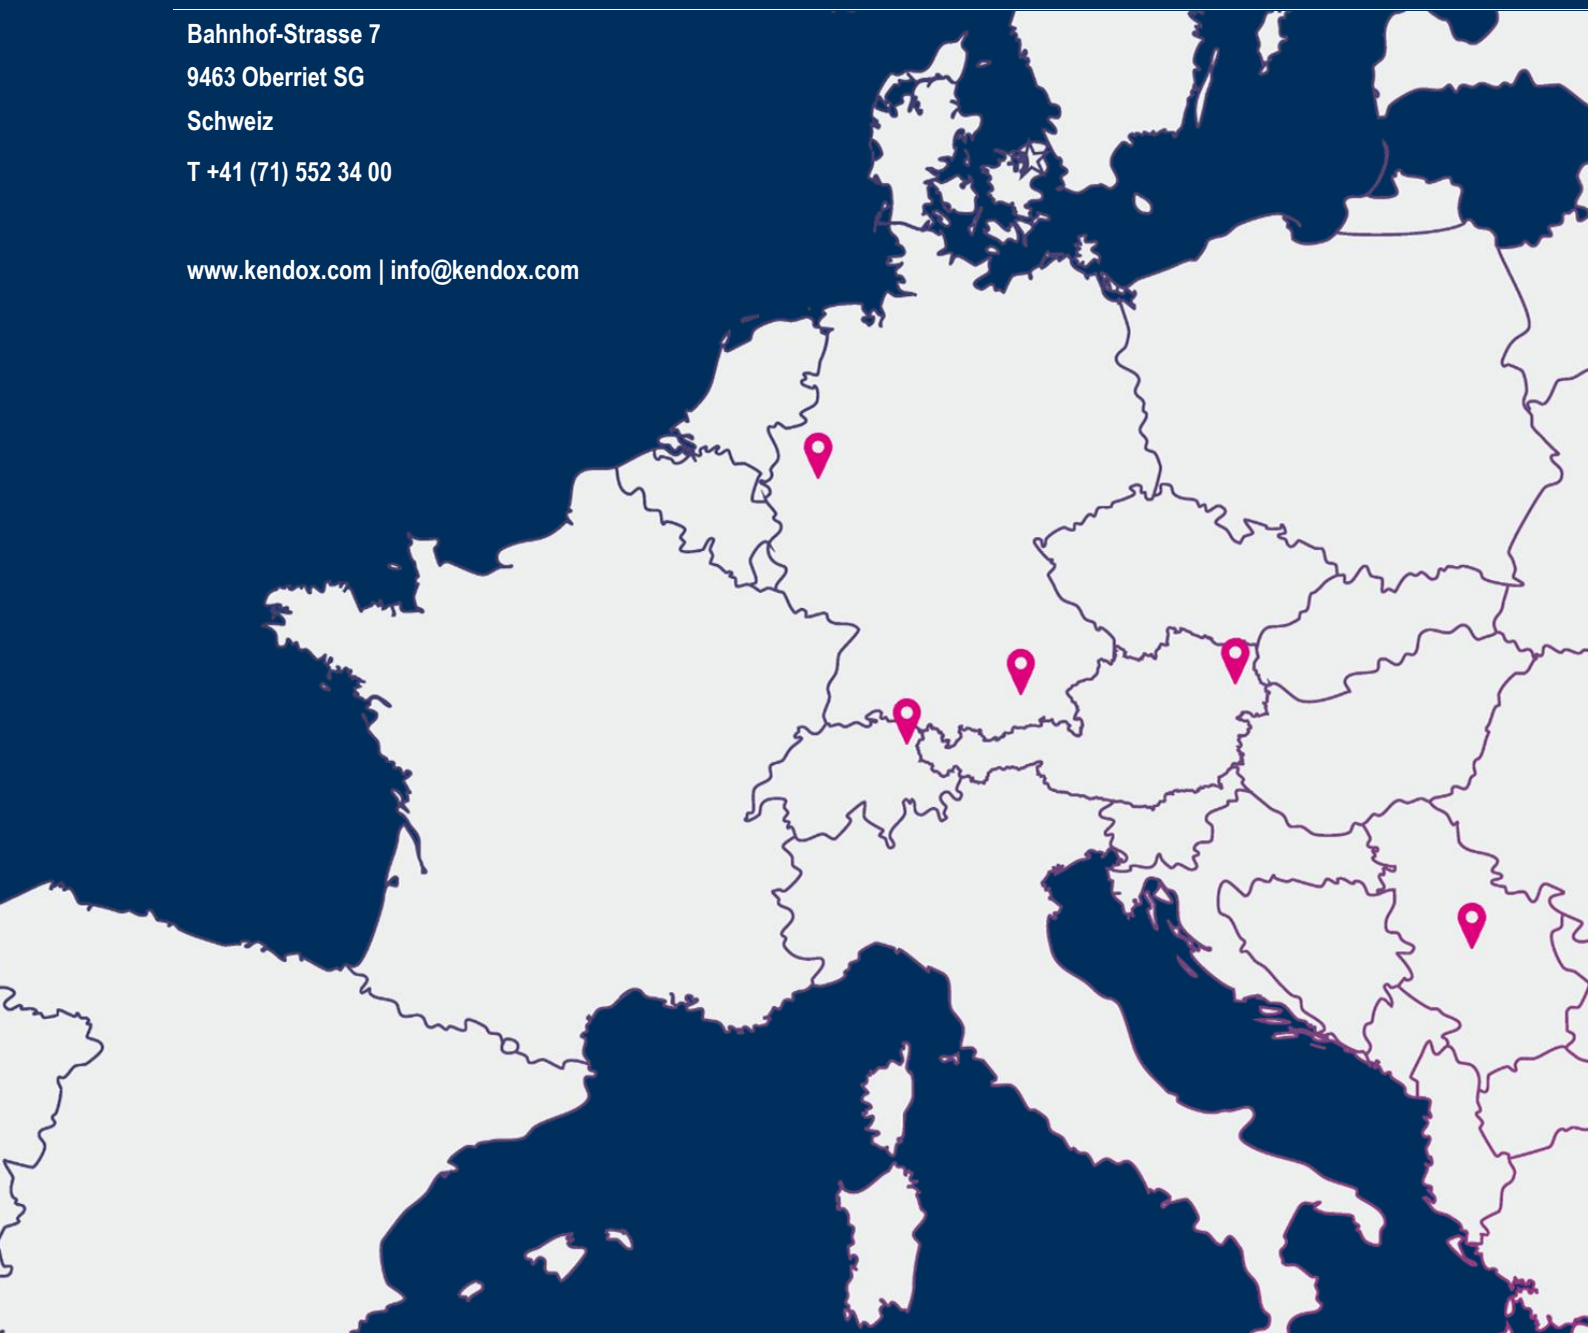 Bahnhof-Strasse 7
9463 Oberriet SG
Schweiz
T +41 (71) 552 34 00
www.kendox.com | info@kendox.com